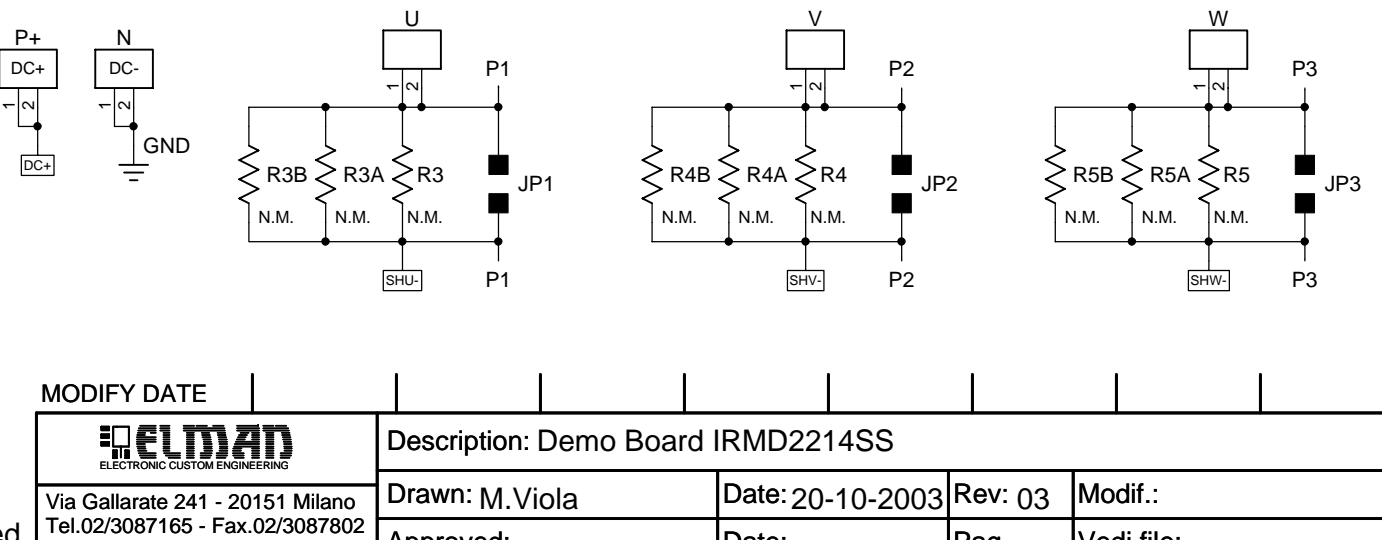 U
V
W
P+
N
DC+
DC-
P1
P2
P3
1 2
1 2
1 2
1 2
1 2
GND
DC+
R3B
R3A
R3
JP1
R4B
R4A
R4
JP2
R5B
R5A
R5
JP3
N.M.
N.M.
N.M.
N.M.
N.M.
N.M.
N.M.
N.M.
N.M.
SHU-
P1
SHV-
P2
SHW-
P3
MODIFY DATE
ELMAN
ELECTRONIC CUSTOM ENGINEERING
Description: Demo Board IRMD2214SS
Via Gallarate 241 - 20151 Milano
Tel.02/3087165 - Fax.02/3087802
Drawn: M.Viola
Date: 20-10-2003
Rev: 03
Modif.:
Approved:
Date:
Pag
Vedi file: